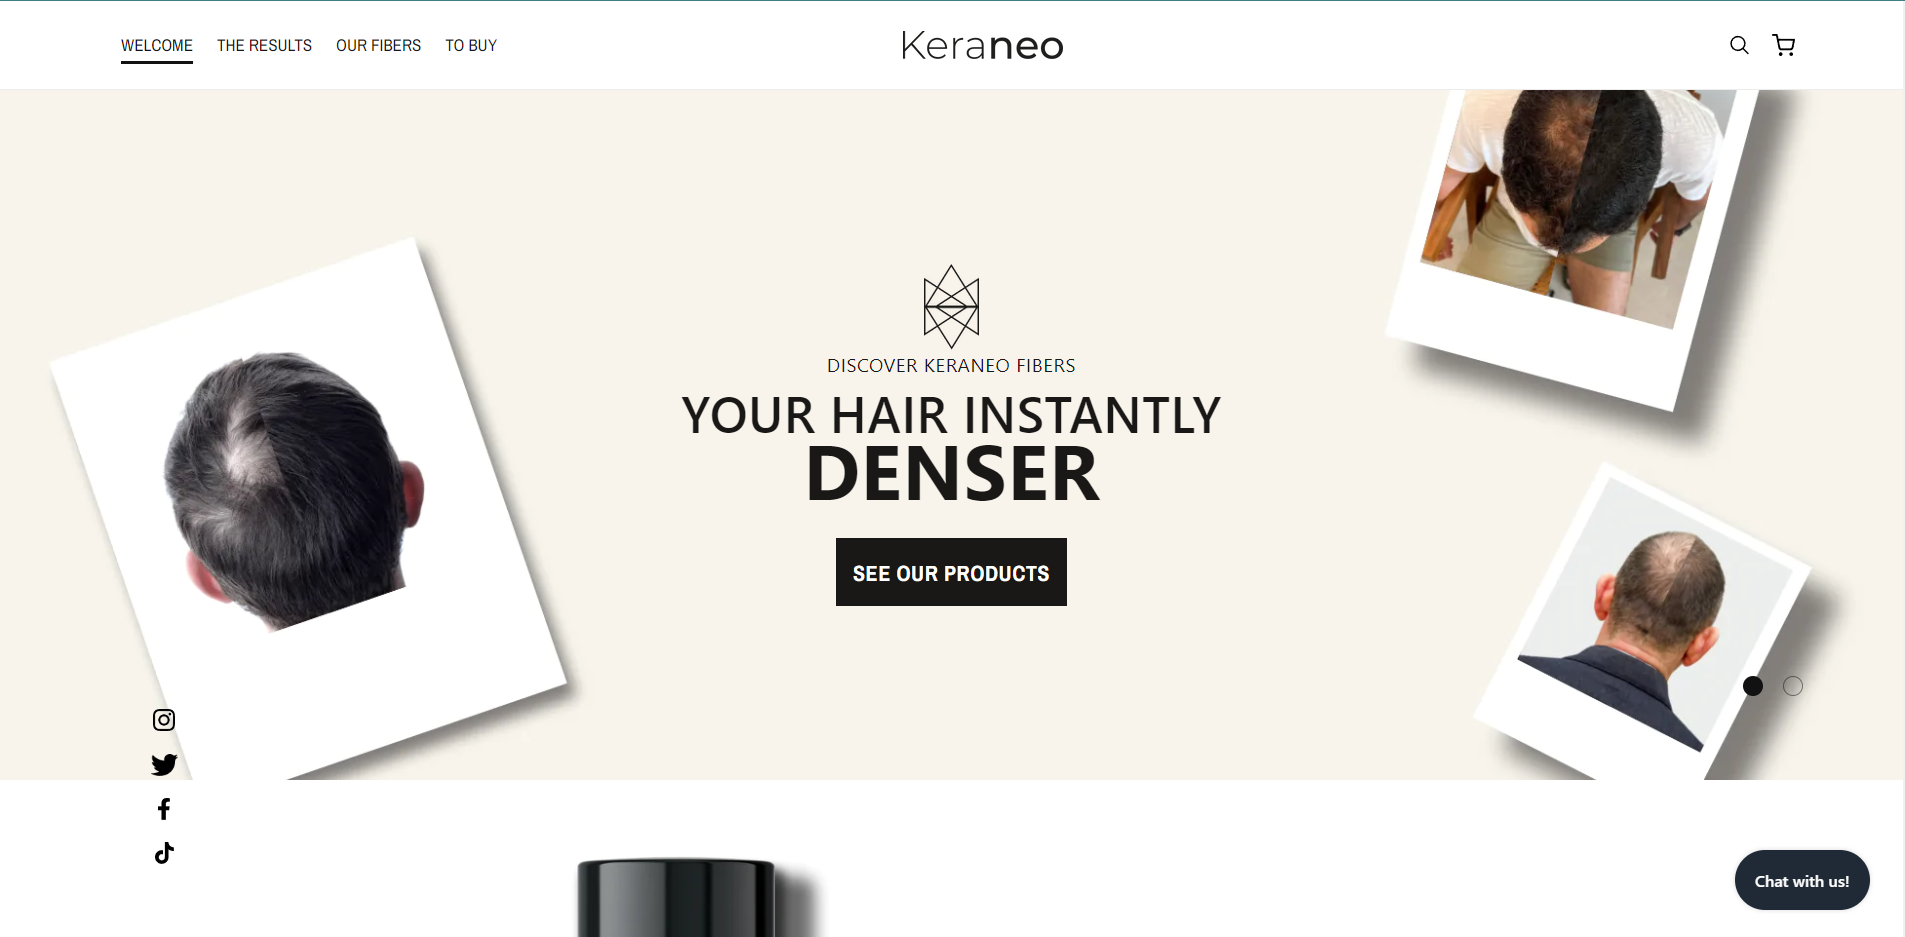 WELCOME THE RESULTS OUR FIBERS TO BUY
Keraneo
DISCOVER KERANEO FIBERS
YOUR HAIR INSTANTLY
DENSER
SEE OUR PRODUCTS
Chat with us!